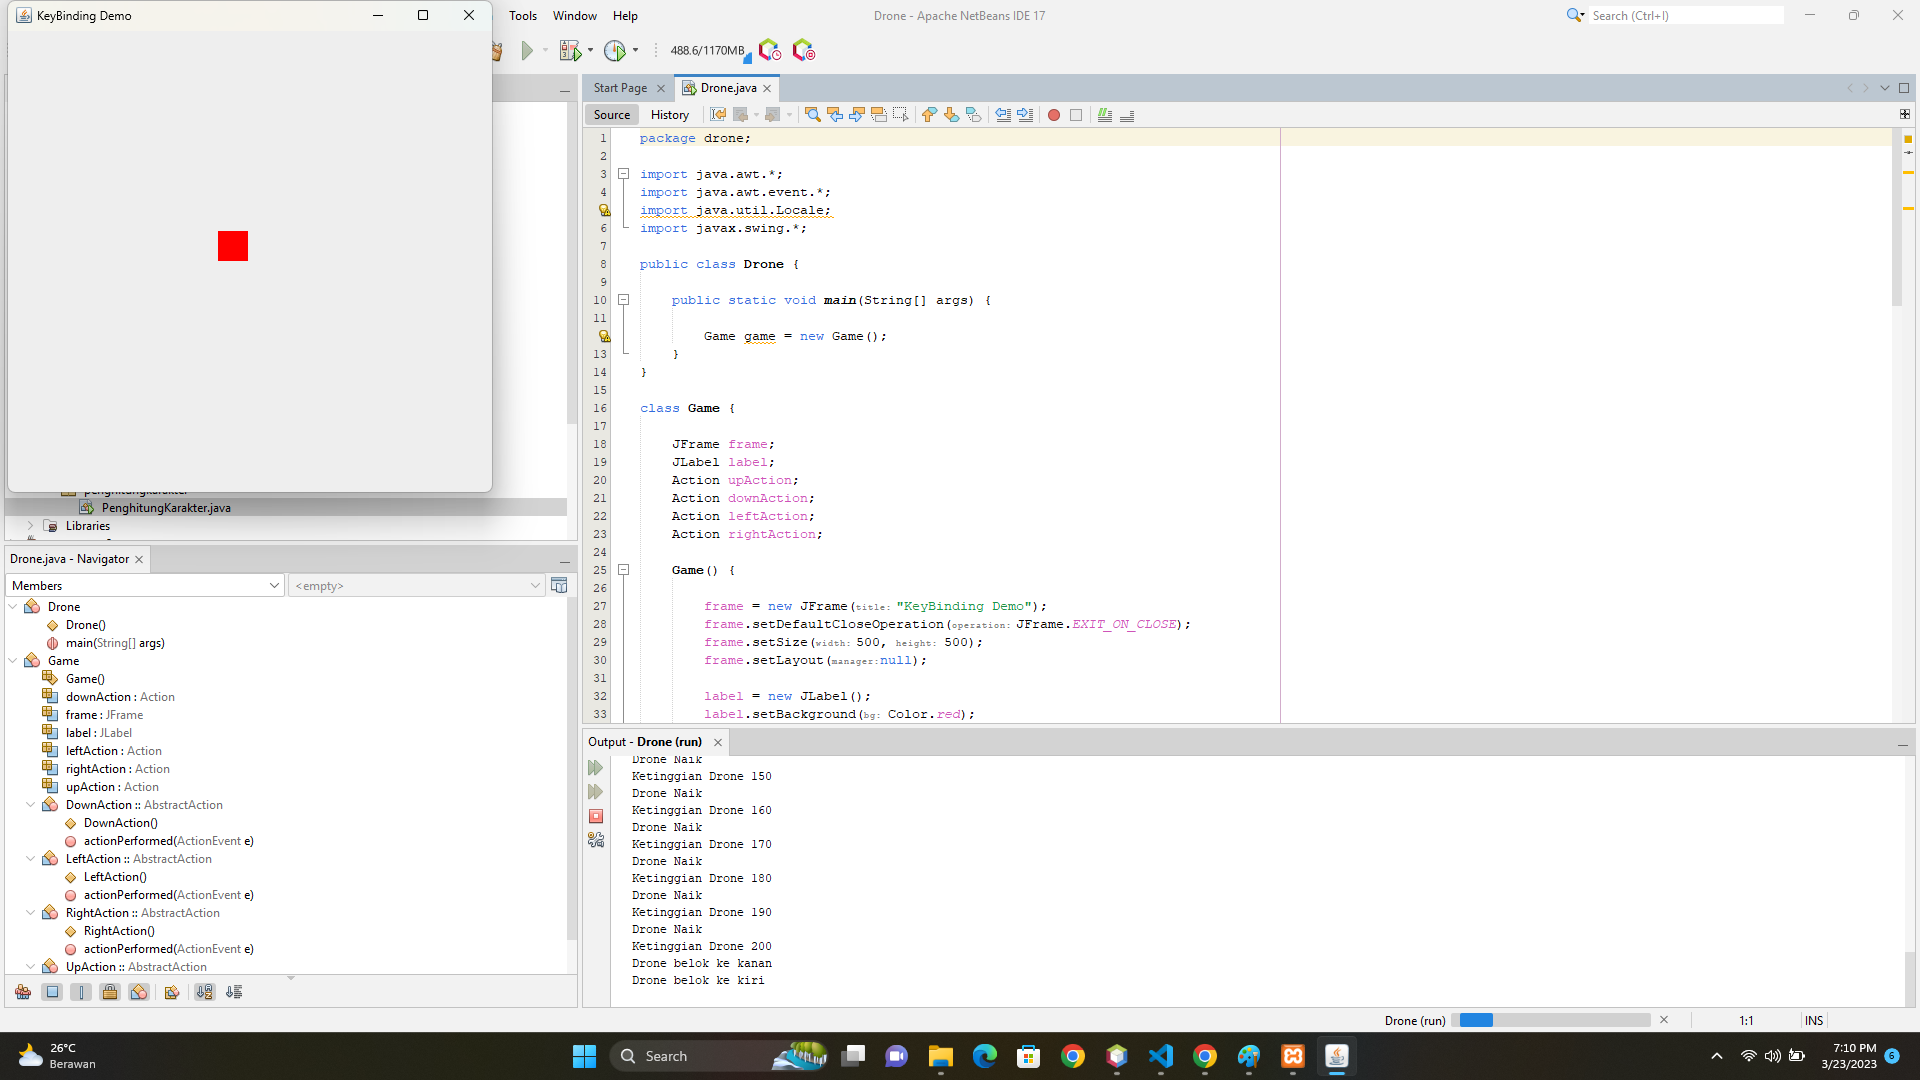 KeyBinding Demo
Tools Window Help
Drone - Apache NetBeans IDE 17
Search (Ctrl+I)
488.6/1170MB
Start Page
Drone.java
Source History
1 package drone;
2
3 import java.awt.*;
4 import java.awt.event.*;
import java.util.Locale;
6 import javax.swing.*;
7
8 public class Drone {
9
10 public static void main(String[] args) {
11
Game game = new Game();
13 }
14 }
15
16 class Game {
17
18 JFrame frame;
19 JLabel label;
20 Action upAction;
21 Action downAction;
22 Action leftAction;
23 Action rightAction;
24
25 Game() {
26
27 frame = new JFrame(title: "KeyBinding Demo");
28 frame.setDefaultCloseOperation(operation: JFrame.EXIT_ON_CLOSE);
29 frame.setSize(width: 500, height: 500);
30 frame.setLayout(manager:null);
31
32 label = new JLabel();
33 label.setBackground(bg: Color.red);
penghitungkarakter
PenghitungKarakter.java
Libraries
Drone.java - Navigator
Members
<empty>
Drone
Drone()
main(String[] args)
Game
Game()
downAction : Action
frame : JFrame
label : JLabel
leftAction : Action
rightAction : Action
upAction : Action
DownAction :: AbstractAction
DownAction()
actionPerformed(ActionEvent e)
LeftAction :: AbstractAction
LeftAction()
actionPerformed(ActionEvent e)
RightAction :: AbstractAction
RightAction()
actionPerformed(ActionEvent e)
UpAction :: AbstractAction
Output - Drone (run)
Drone Naik
Ketinggian Drone 150
Drone Naik
Ketinggian Drone 160
Drone Naik
Ketinggian Drone 170
Drone Naik
Ketinggian Drone 180
Drone Naik
Ketinggian Drone 190
Drone Naik
Ketinggian Drone 200
Drone belok ke kanan
Drone belok ke kiri
Drone (run)
1:1
INS
26°C
Berawan
Search
7:10 PM
3/23/2023
6